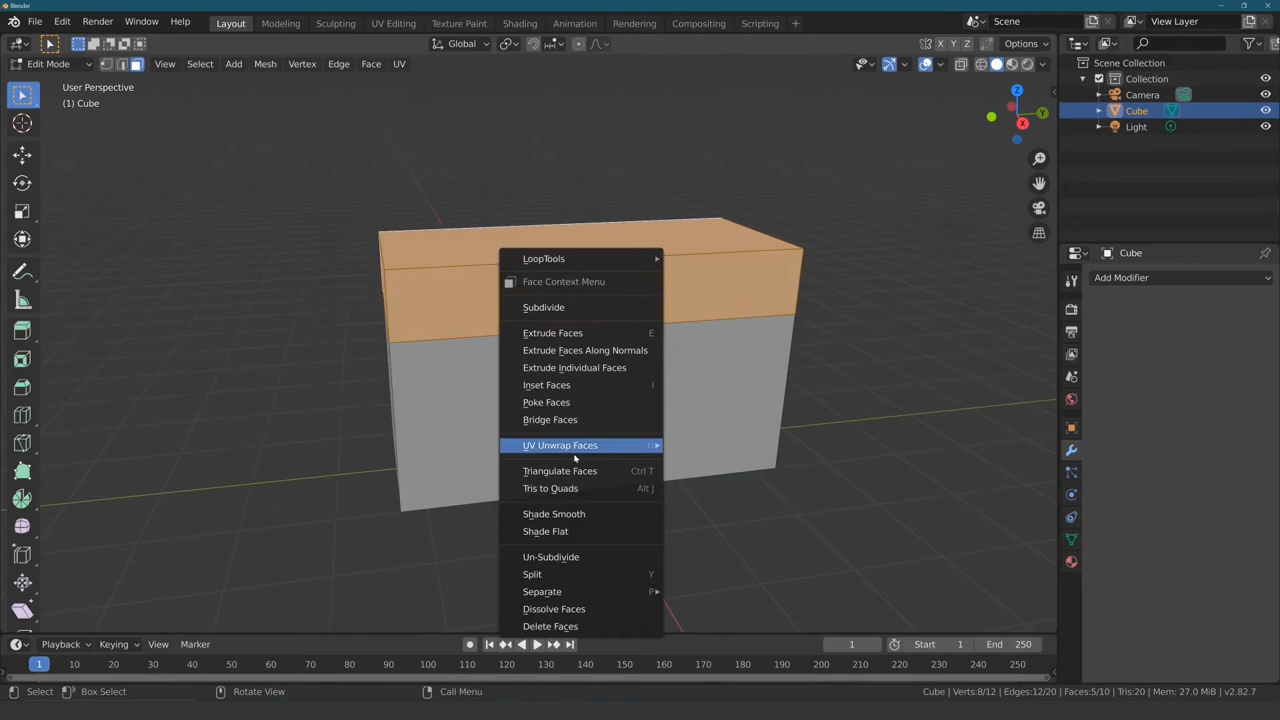 Blender
File Edit Render Window Help Layout Modeling Sculpting UV Editing Texture Paint Shading Animation Rendering Compositing Scripting + Scene View Layer
Global X Y Z Options
Edit Mode View Select Add Mesh Vertex Edge Face UV
User Perspective
(1) Cube
Z
Y
X
LoopTools
Face Context Menu
Subdivide
Extrude Faces E
Extrude Faces Along Normals
Extrude Individual Faces
Inset Faces I
Poke Faces
Bridge Faces
UV Unwrap Faces U
Triangulate Faces Ctrl T
Tris to Quads Alt J
Shade Smooth
Shade Flat
Un-Subdivide
Split Y
Separate P
Dissolve Faces
Delete Faces
Scene Collection
Collection
Camera
Cube
Light
Cube
Add Modifier
Playback Keying View Marker 1 Start 1 End 250
1 10 20 30 40 50 60 70 80 90 100 110 120 130 140 150 160 170 180 190 200 210 220 230 240 250
Select Box Select Rotate View Call Menu Cube | Verts:8/12 | Edges:12/20 | Faces:5/10 | Tris:20 | Mem: 27.0 MiB | v2.82.7